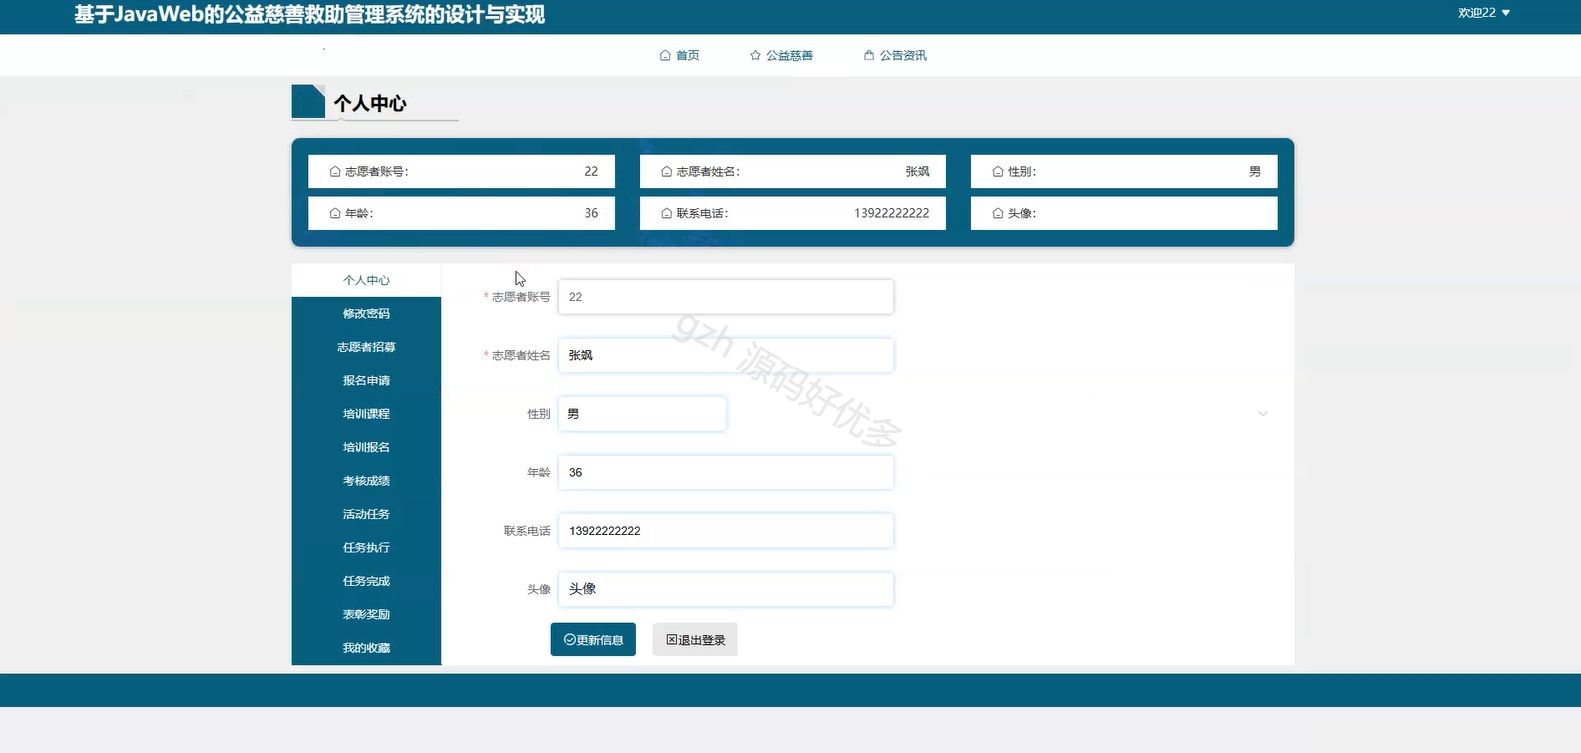 基于JavaWeb的公益慈善救助管理系统的设计与实现
欢迎22
首页 公益慈善 公告资讯
个人中心
志愿者账号： 22 志愿者姓名： 张飒 性别： 男
年龄： 36 联系电话： 13922222222 头像：
个人中心
修改密码
志愿者招募
报名申请
培训课程
培训报名
考核成绩
活动任务
任务执行
任务完成
表彰奖励
我的收藏
* 志愿者账号 22
* 志愿者姓名 张飒
性别 男
年龄 36
联系电话 13922222222
头像 头像
更新信息 退出登录
gzh 源码好优多